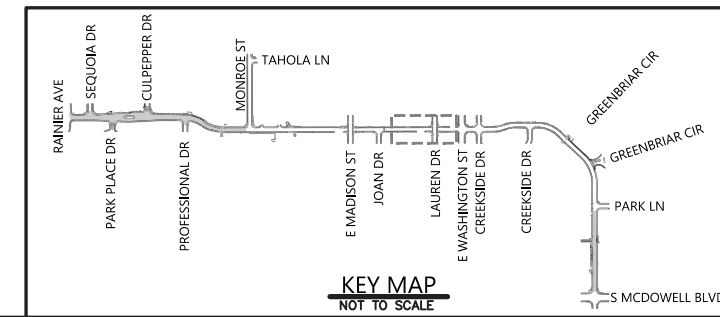 RAINIER AVE
SEQUOIA DR
PARK PLACE DR
CULPEPPER DR
PROFESSIONAL DR
MONROE ST
TAHOLA LN
E MADISON ST
JOAN DR
LAUREN DR
E WASHINGTON ST
CREEKSIDE DR
CREEKSIDE DR
GREENBRIAR CIR
GREENBRIAR CIR
PARK LN
S MCDOWELL BLVD
KEY MAP
NOT TO SCALE